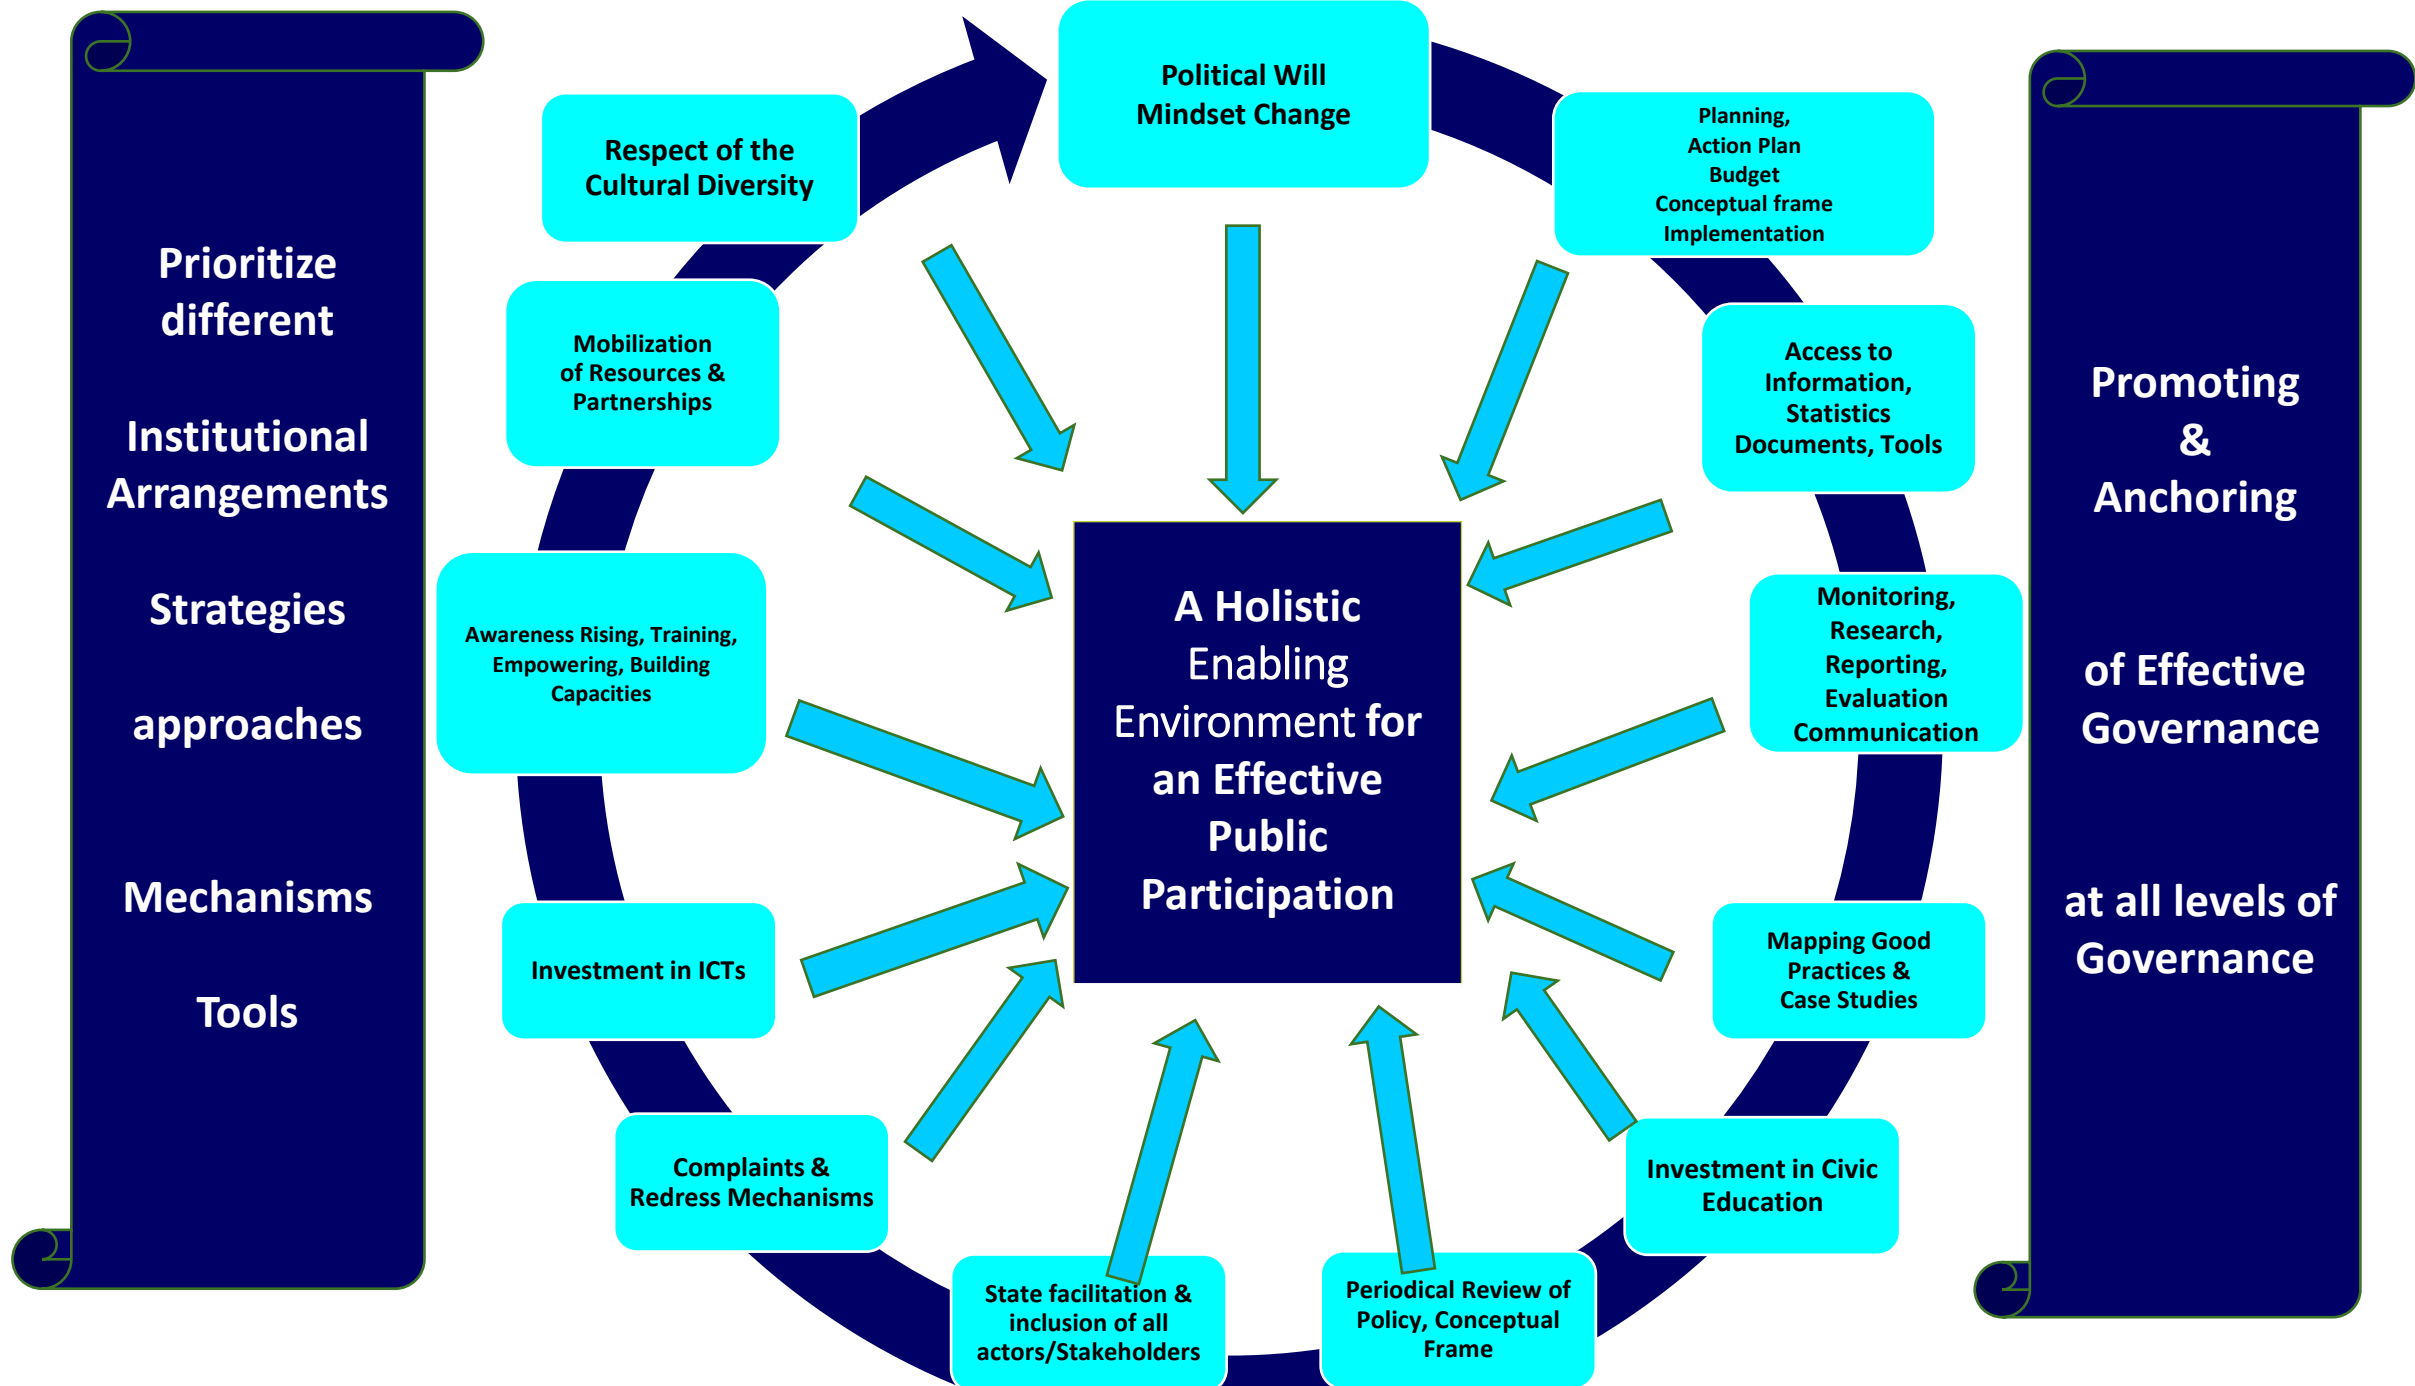 Prioritize
different
Institutional
Arrangements
Strategies
approaches
Mechanisms
Tools
Political Will
Mindset Change
Planning,
Action Plan
Budget
Conceptual frame
Implementation
Access to
Information,
Statistics
Documents, Tools
Monitoring,
Research,
Reporting,
Evaluation
Communication
Mapping Good
Practices &
Case Studies
Investment in Civic
Education
Periodical Review of
Policy, Conceptual
Frame
State facilitation &
inclusion of all
actors/Stakeholders
Complaints &
Redress Mechanisms
Investment in ICTs
Awareness Rising, Training,
Empowering, Building
Capacities
Mobilization
of Resources &
Partnerships
Respect of the
Cultural Diversity
A Holistic
Enabling
Environment for
an Effective
Public
Participation
Promoting
&
Anchoring
of Effective
Governance
at all levels of
Governance